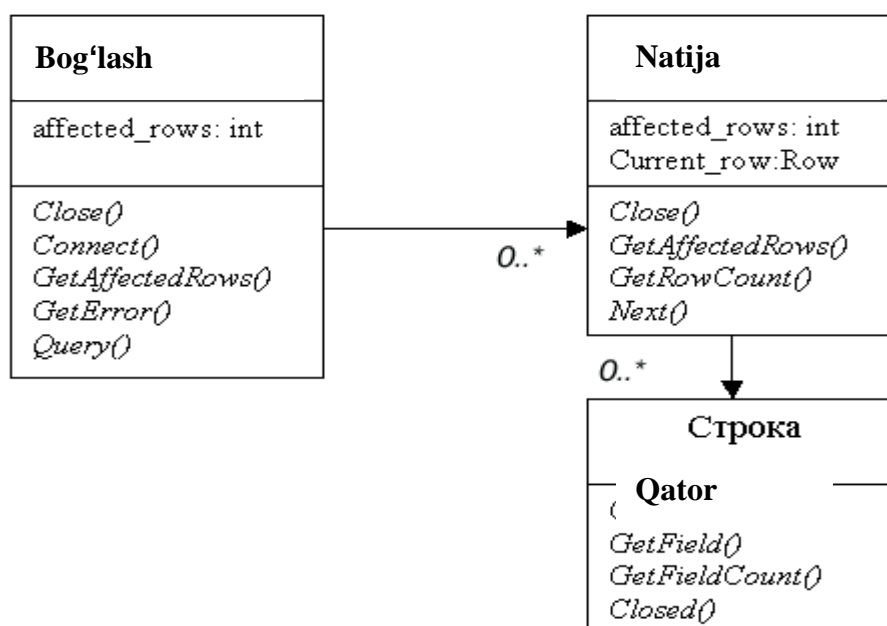 Bog‘lash
affected_rows: int
Close()
Connect()
GetAffectedRows()
GetError()
Query()
0..*
Natija
affected_rows: int
Current_row:Row
Close()
GetAffectedRows()
GetRowCount()
Next()
0..*
Строка
Qator
GetField()
GetFieldCount()
Closed()